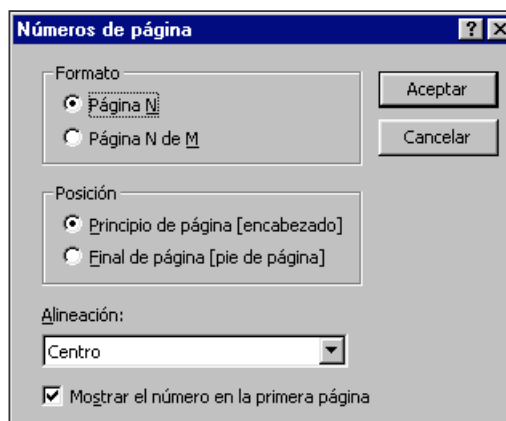 Números de página
Formato
Página N
Página N de M
Aceptar
Cancelar
Posición
Principio de página [encabezado]
Final de página [pie de página]
Alineación:
Centro
Mostrar el número en la primera página